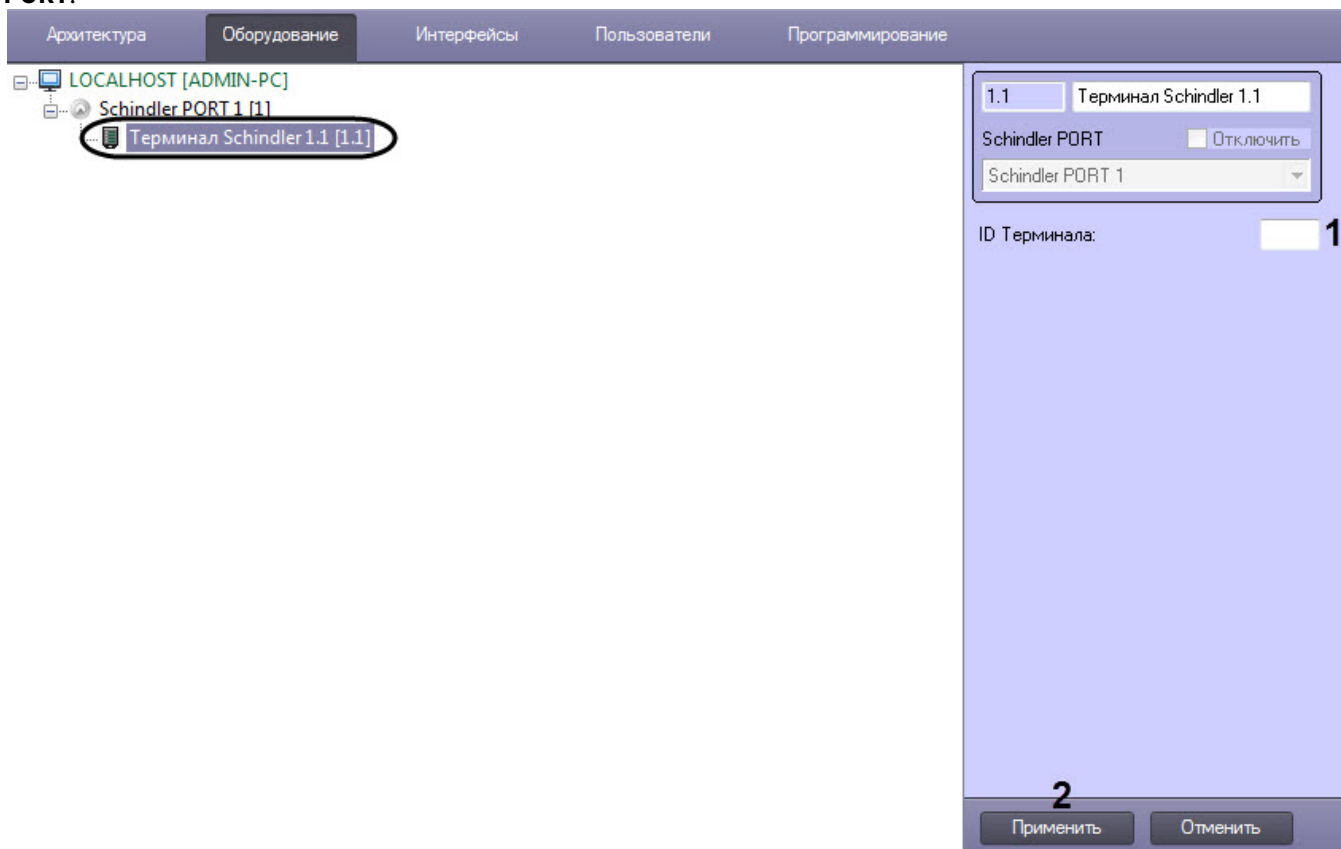 PORT.
Архитектура Оборудование Интерфейсы Пользователи Программирование
LOCALHOST [ADMIN-PC]
Schindler PORT 1 [1]
Терминал Schindler 1.1 [1.1]
1.1 Терминал Schindler 1.1
Schindler PORT Отключить
Schindler PORT 1
ID Терминала: 1
2
Применить Отменить